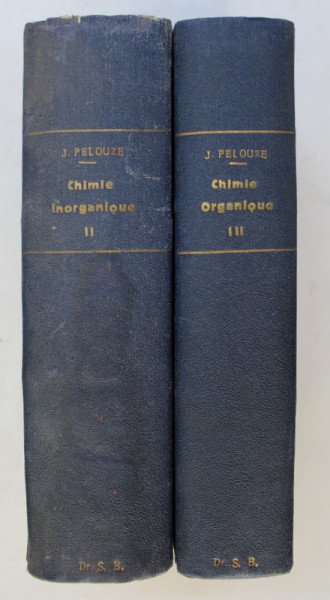 J. PELOUZE
Chimie
Inorganique
II
Dr. S. B.
J. PELOUZE
Chimie
Organique
III
Dr. S. B.